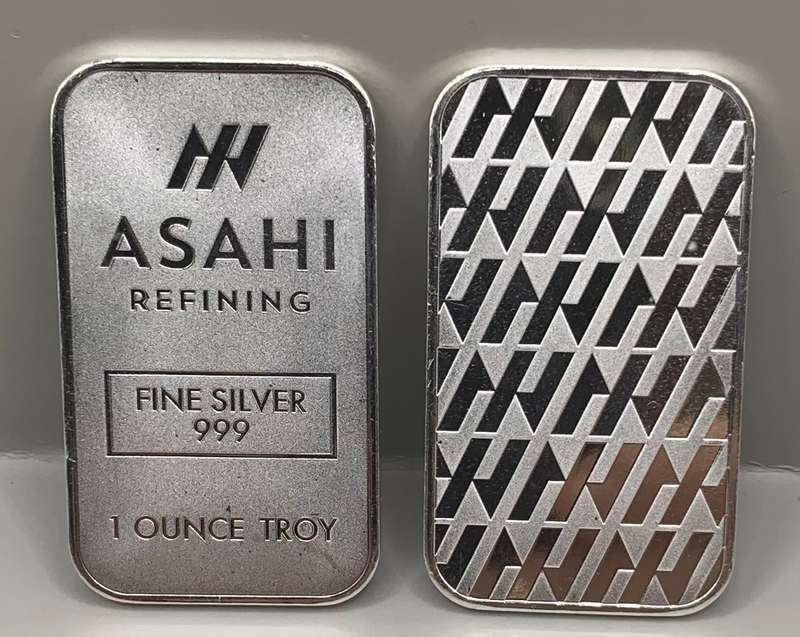 ASAHI
REFINING
FINE SILVER
999
1 OUNCE TROY